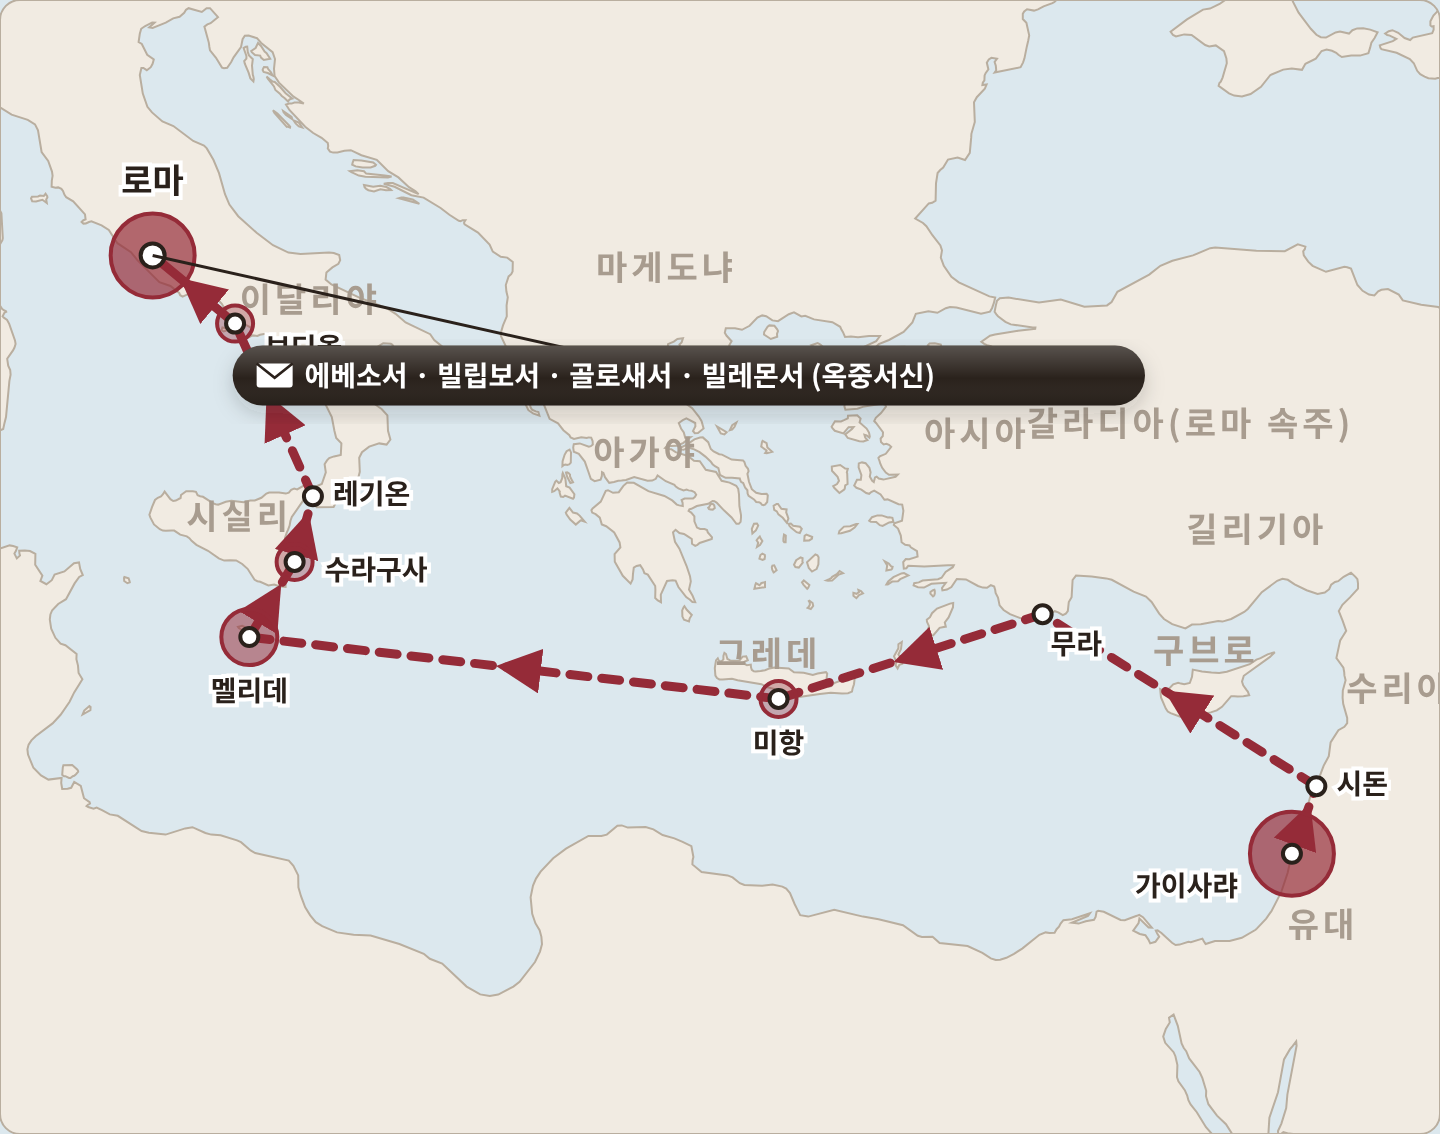 로마
마게도냐
이달리야
에베소서 · 빌립보서 · 골로새서 · 빌레몬서 (옥중서신)
아시아
갈라디아(로마 속주)
아가야
레기온
시실리
길리기아
수라구사
무라
구브로
그레데
멜리데
수리아
미항
시돈
가이사랴
유대